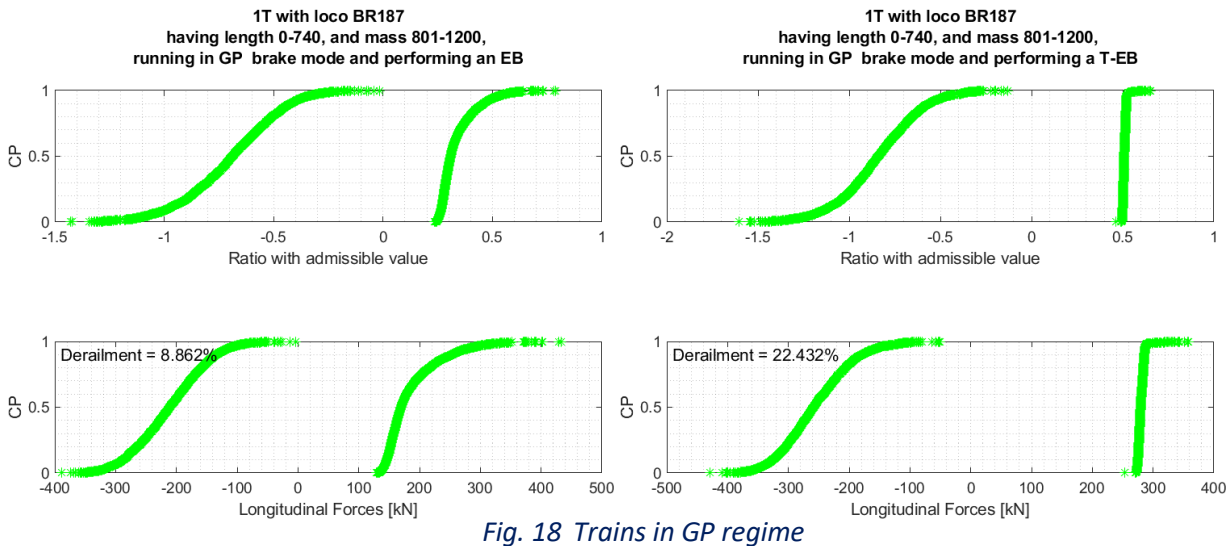 1T with loco BR187
having length 0-740, and mass 801-1200,
running in GP brake mode and performing an EB
1
0.5
0
CP
-1.5
-1
-0.5
0
0.5
1
Ratio with admissible value
1T with loco BR187
having length 0-740, and mass 801-1200,
running in GP brake mode and performing a T-EB
1
0.5
0
CP
-2
-1.5
-1
-0.5
0
0.5
1
Ratio with admissible value
Derailment = 8.862%
1
0.5
0
CP
-400
-300
-200
-100
0
100
200
300
400
500
Longitudinal Forces [kN]
Derailment = 22.432%
1
0.5
0
CP
-500
-400
-300
-200
-100
0
100
200
300
400
Longitudinal Forces [kN]
Fig. 18 Trains in GP regime